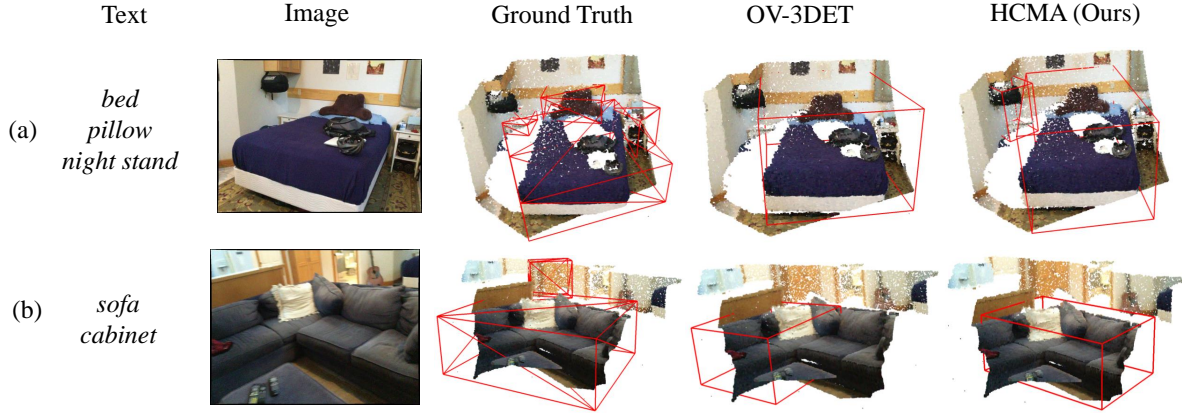 Text Image Ground Truth OV-3DET HCMA (Ours)
(a)
bed
pillow
night stand
(b)
sofa
cabinet